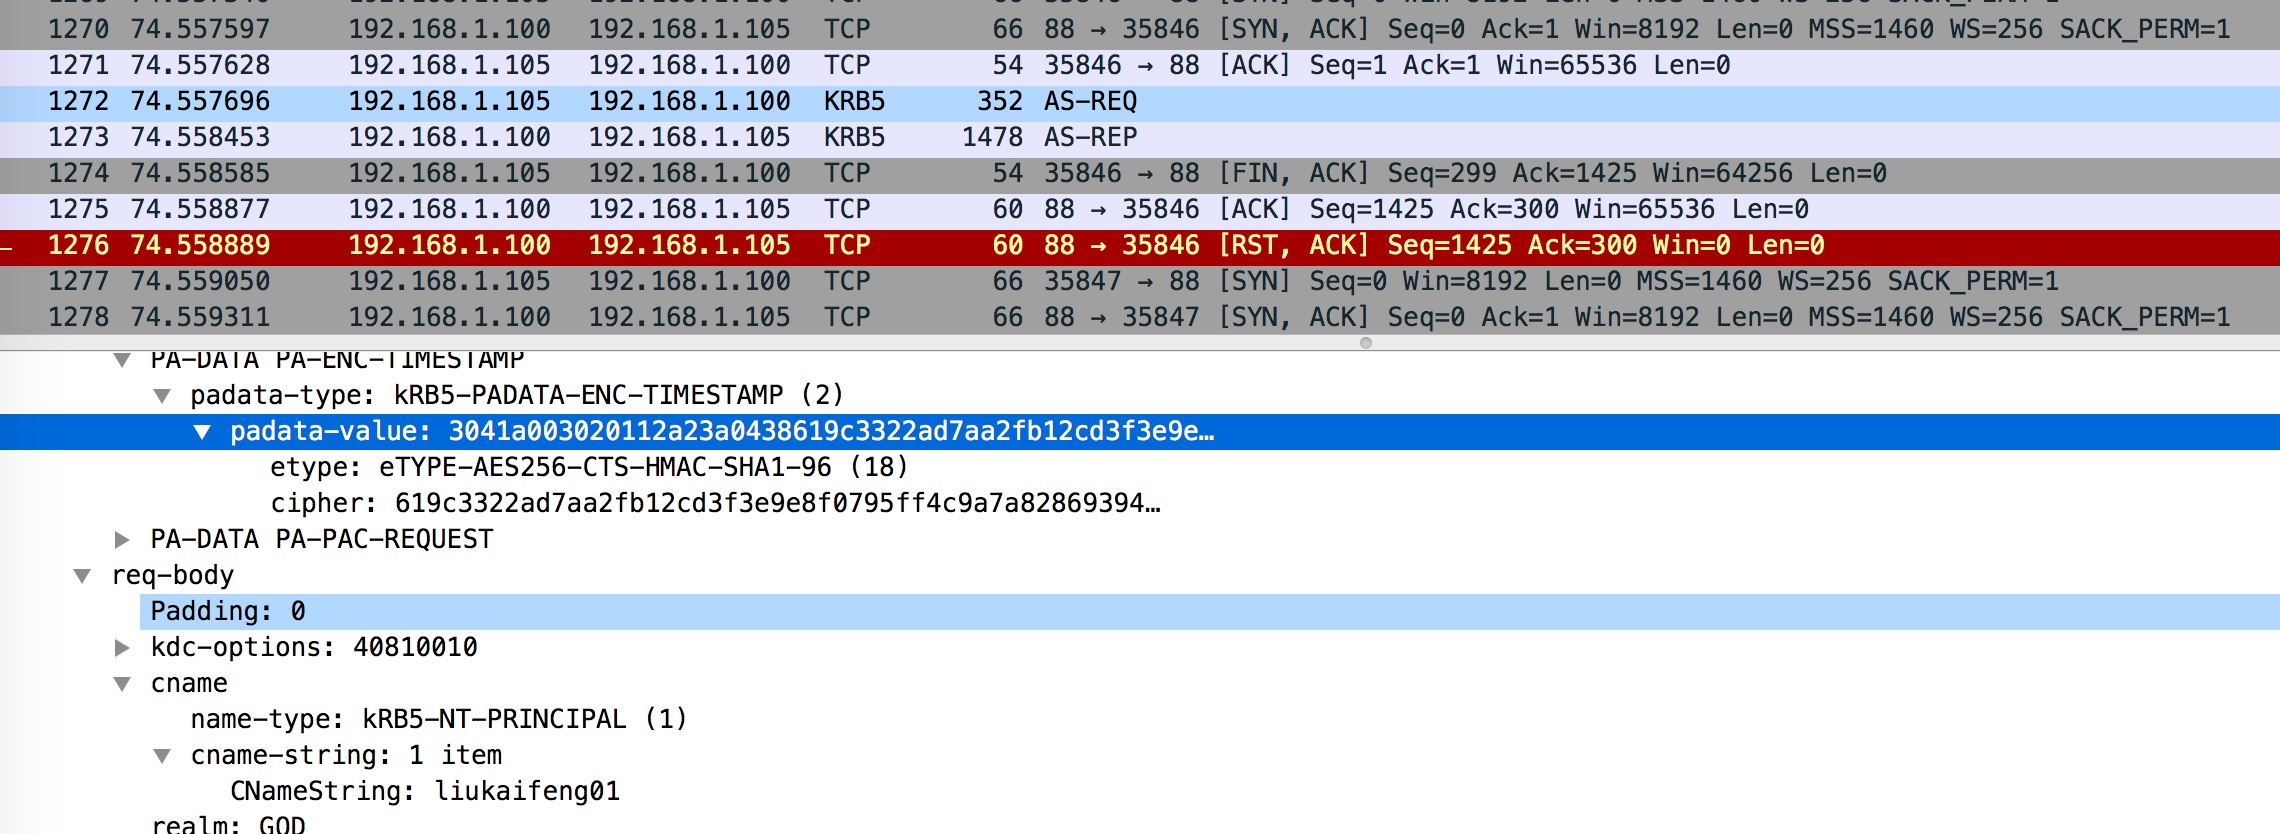 1270 74.557597 192.168.1.100 192.168.1.105 TCP 66 88 → 35846 [SYN, ACK] Seq=0 Ack=1 Win=8192 Len=0 MSS=1460 WS=256 SACK_PERM=1
1271 74.557628 192.168.1.105 192.168.1.100 TCP 54 35846 → 88 [ACK] Seq=1 Ack=1 Win=65536 Len=0
1272 74.557696 192.168.1.105 192.168.1.100 KRB5 352 AS-REQ
1273 74.558453 192.168.1.100 192.168.1.105 KRB5 1478 AS-REP
1274 74.558585 192.168.1.105 192.168.1.100 TCP 54 35846 → 88 [FIN, ACK] Seq=299 Ack=1425 Win=64256 Len=0
1275 74.558877 192.168.1.100 192.168.1.105 TCP 60 88 → 35846 [ACK] Seq=1425 Ack=300 Win=65536 Len=0
1276 74.558889 192.168.1.100 192.168.1.105 TCP 60 88 → 35846 [RST, ACK] Seq=1425 Ack=300 Win=0 Len=0
1277 74.559050 192.168.1.105 192.168.1.100 TCP 66 35847 → 88 [SYN] Seq=0 Win=8192 Len=0 MSS=1460 WS=256 SACK_PERM=1
1278 74.559311 192.168.1.100 192.168.1.105 TCP 66 88 → 35847 [SYN, ACK] Seq=0 Ack=1 Win=8192 Len=0 MSS=1460 WS=256 SACK_PERM=1
PA-DATA PA-ENC-TIMESTAMP
padata-type: kRB5-PADATA-ENC-TIMESTAMP (2)
padata-value: 3041a003020112a23a0438619c3322ad7aa2fb12cd3f3e9e…
etype: eTYPE-AES256-CTS-HMAC-SHA1-96 (18)
cipher: 619c3322ad7aa2fb12cd3f3e9e8f0795ff4c9a7a82869394…
PA-DATA PA-PAC-REQUEST
req-body
Padding: 0
kdc-options: 40810010
cname
name-type: kRB5-NT-PRINCIPAL (1)
cname-string: 1 item
CNameString: liukaifeng01
realm: GOD